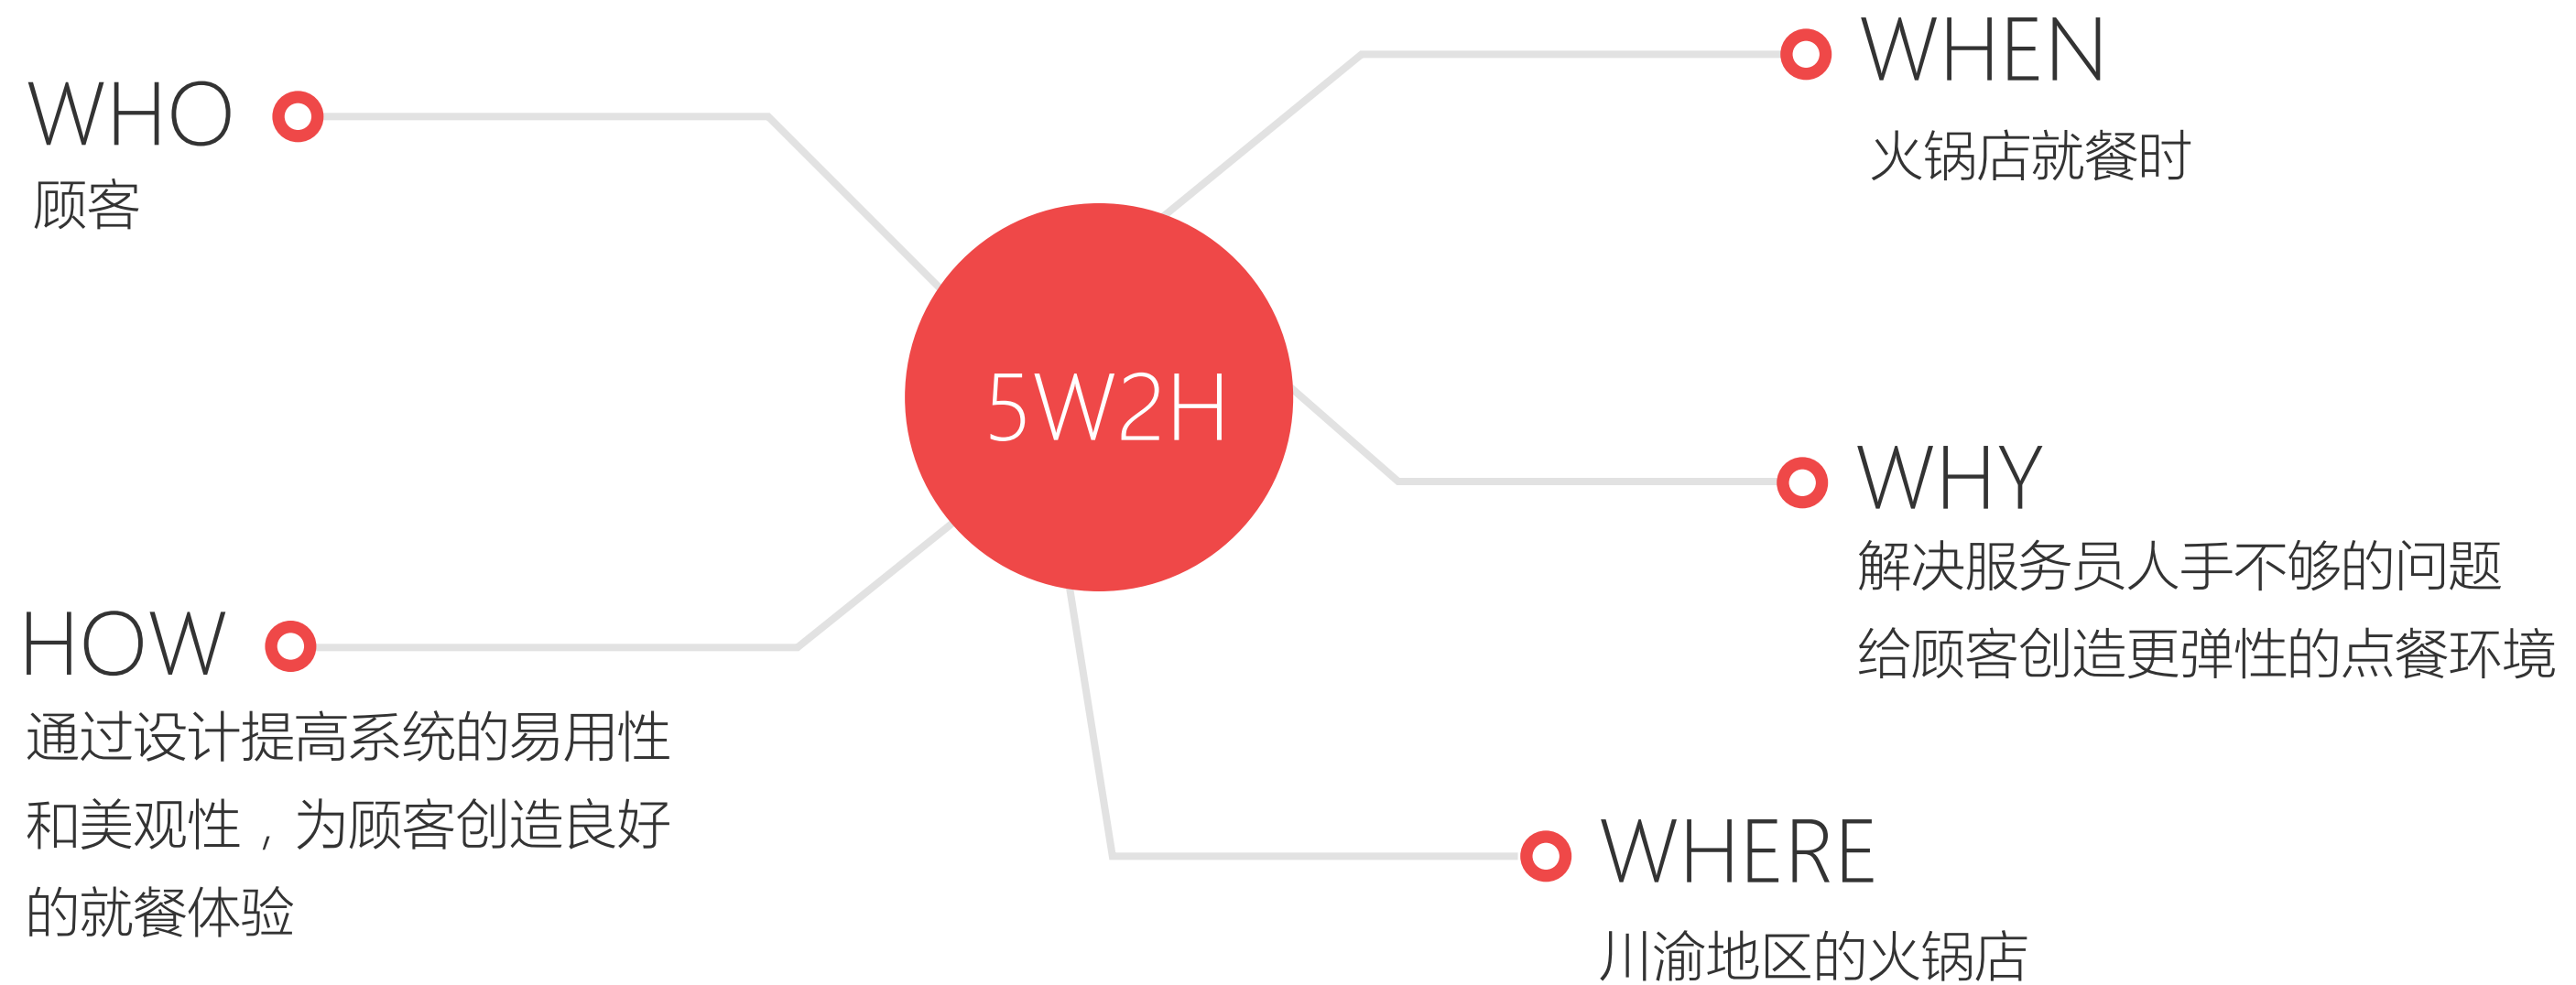 WHO
顾客
WHEN
火锅店就餐时
5W2H
WHY
解决服务员人手不够的问题
给顾客创造更弹性的点餐环境
HOW
通过设计提高系统的易用性
和美观性，为顾客创造良好
的就餐体验
WHERE
川渝地区的火锅店